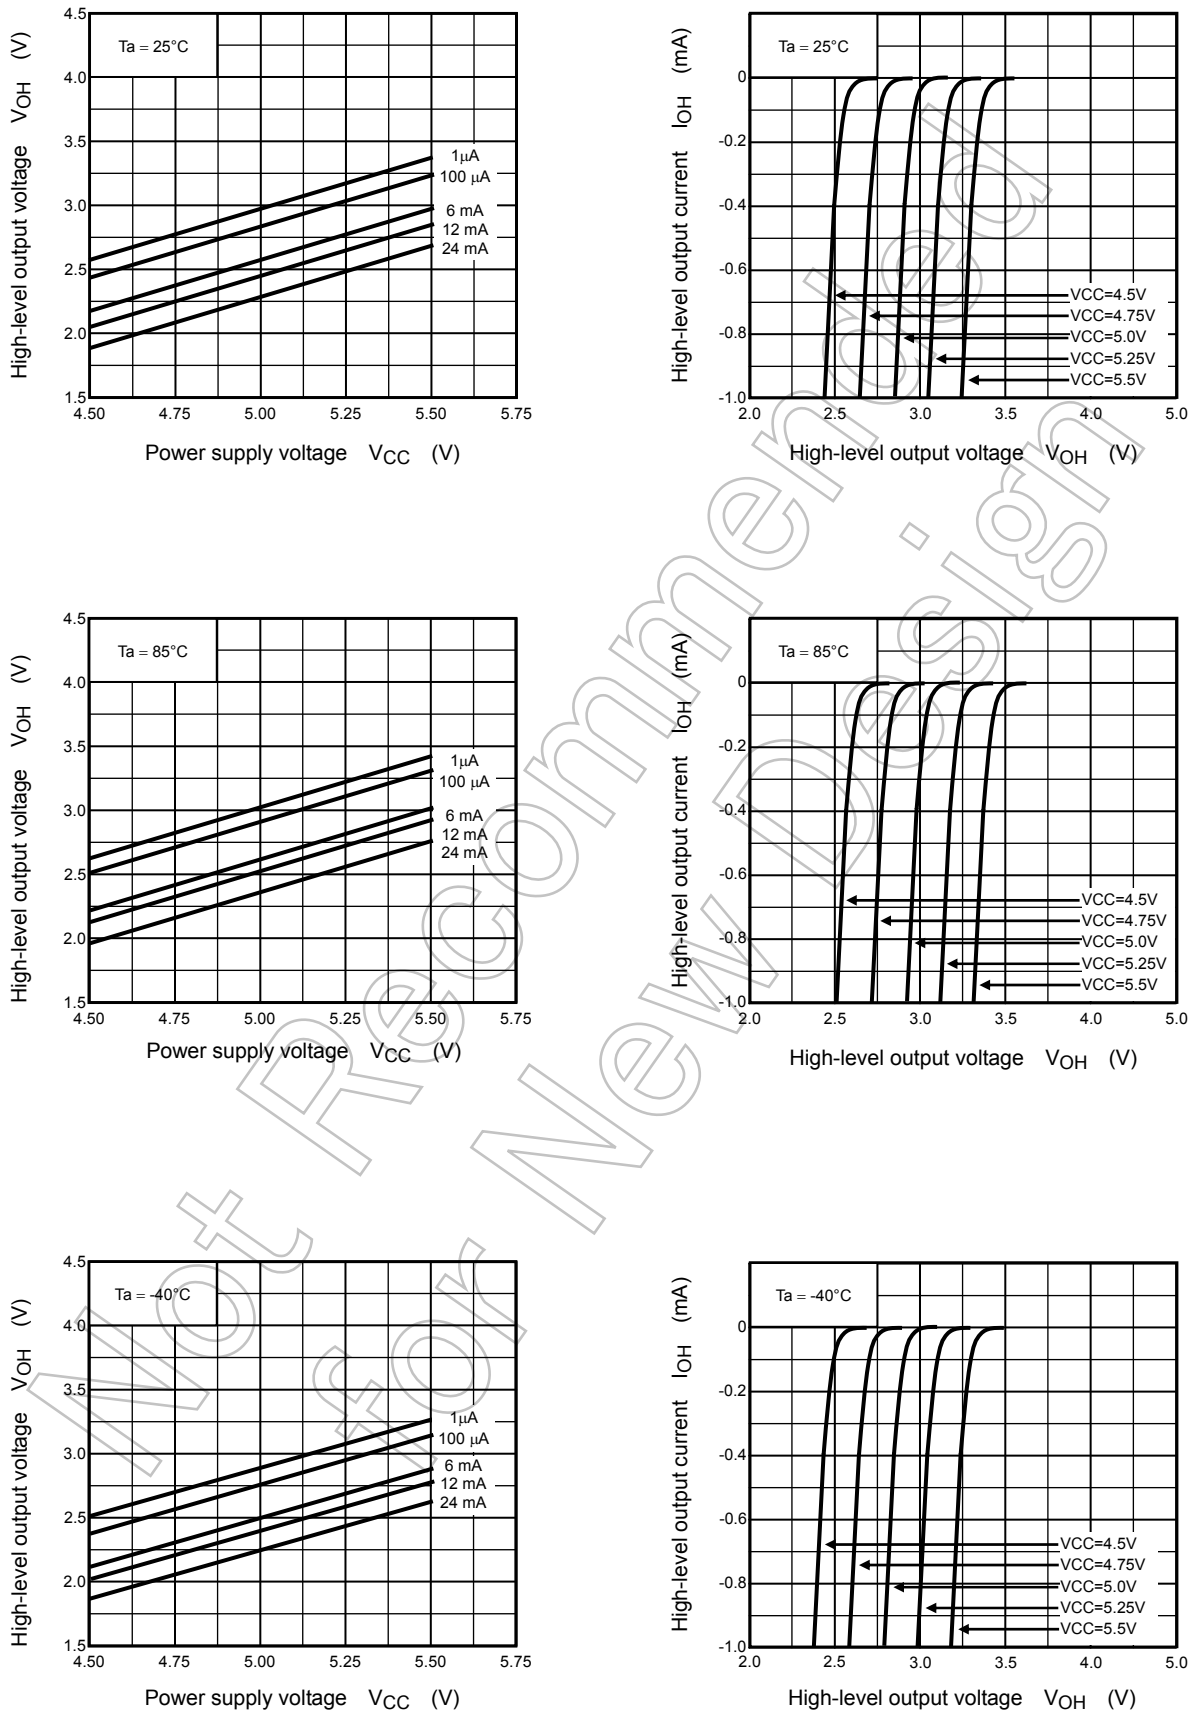 4.5
4.0
3.5
3.0
2.5
2.0
1.5
4.50 4.75 5.00 5.25 5.50 5.75
Ta = 25°C
1μA
100 μA
6 mA
12 mA
24 mA
High-level output voltage VOH (V)
Power supply voltage VCC (V)
0
-0.2
-0.4
-0.6
-0.8
-1.0
2.0 2.5 3.0 3.5 4.0 5.0
Ta = 25°C
VCC=4.5V
VCC=4.75V
VCC=5.0V
VCC=5.25V
VCC=5.5V
High-level output current IOH (mA)
High-level output voltage VOH (V)
4.5
4.0
3.5
3.0
2.5
2.0
1.5
4.50 4.75 5.00 5.25 5.50 5.75
Ta = 85°C
1μA
100 μA
6 mA
12 mA
24 mA
High-level output voltage VOH (V)
Power supply voltage VCC (V)
0
-0.2
-0.4
-0.6
-0.8
-1.0
2.0 2.5 3.0 3.5 4.0 5.0
Ta = 85°C
VCC=4.5V
VCC=4.75V
VCC=5.0V
VCC=5.25V
VCC=5.5V
High-level output current IOH (mA)
High-level output voltage VOH (V)
4.5
4.0
3.5
3.0
2.5
2.0
1.5
4.50 4.75 5.00 5.25 5.50 5.75
Ta = -40°C
1μA
100 μA
6 mA
12 mA
24 mA
High-level output voltage VOH (V)
Power supply voltage VCC (V)
0
-0.2
-0.4
-0.6
-0.8
-1.0
2.0 2.5 3.0 3.5 4.0 5.0
Ta = -40°C
VCC=4.5V
VCC=4.75V
VCC=5.0V
VCC=5.25V
VCC=5.5V
High-level output current IOH (mA)
High-level output voltage VOH (V)
Not Recommended
for New Design